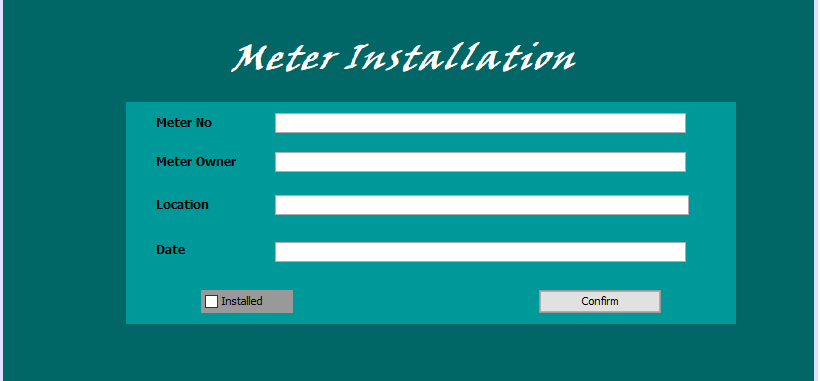 Meter Installation
Meter No
Meter Owner
Location
Date
Installed
Confirm